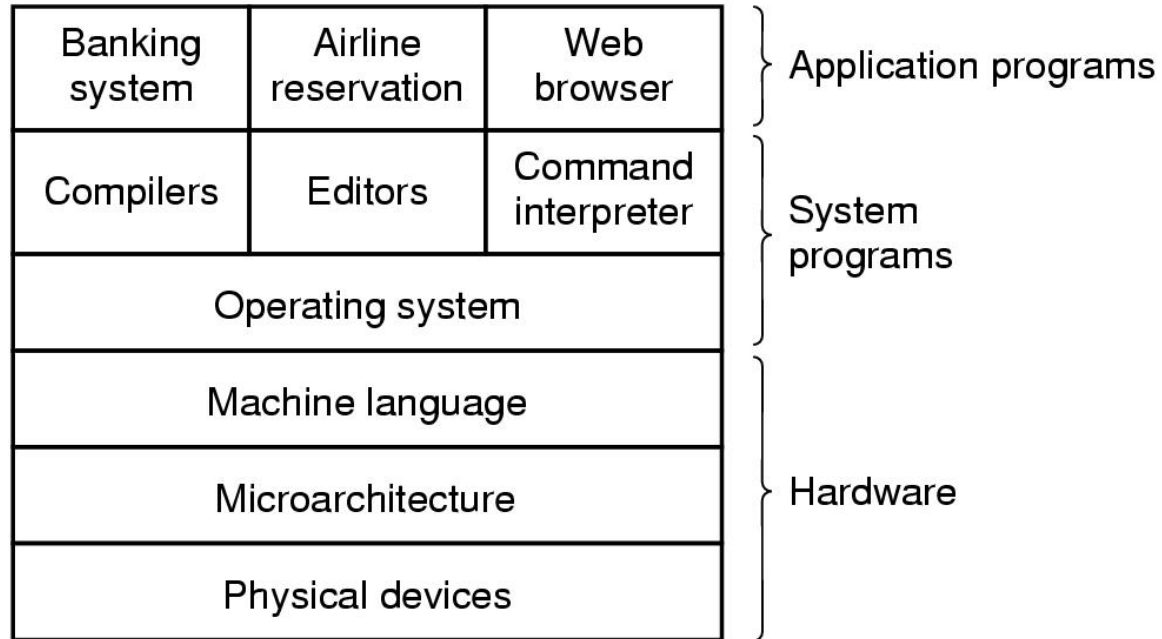 Banking
system
Airline
reservation
Web
browser
Application programs
Compilers
Editors
Command
interpreter
System
programs
Operating system
Machine language
Microarchitecture
Hardware
Physical devices